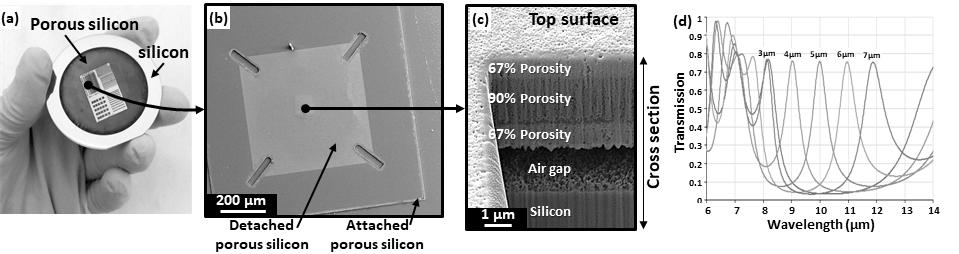 (a)
Porous silicon
silicon
(b)
200 µm
Detached
porous silicon
Attached
porous silicon
(c)
Top surface
67% Porosity
90% Porosity
67% Porosity
Air gap
Silicon
1 µm
Cross section
(d)
Transmission
1
0.9
0.8
0.7
0.6
0.5
0.4
0.3
0.2
0.1
0
3µm 4µm 5µm 6µm 7µm
6 7 8 9 10 11 12 13 14
Wavelength (µm)